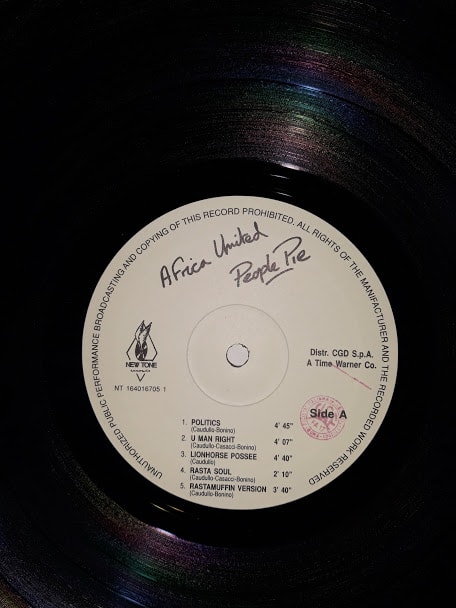 UNAUTHORIZED PUBLIC PERFORMANCE BROADCASTING AND COPYING OF THIS RECORD PROHIBITED. ALL RIGHTS OF THE MANUFACTURER AND THE RECORDED WORK RESERVED
Africa United
People Pie
NEW TONE
NT 164016705 1
Distr. CGD S.p.A.
A Time Warner Co.
Side A
1. POLITICS 4' 45"
(Caudullo-Bonino)
2. U MAN RIGHT 4' 07"
(Caudullo-Casacci-Bonino)
3. LIONHORSE POSSEE 4' 40"
(Caudullo)
4. RASTA SOUL 2' 10"
(Caudullo-Casacci-Bonino)
5. RASTAMUFFIN VERSION 3' 40"
(Caudullo-Bonino)